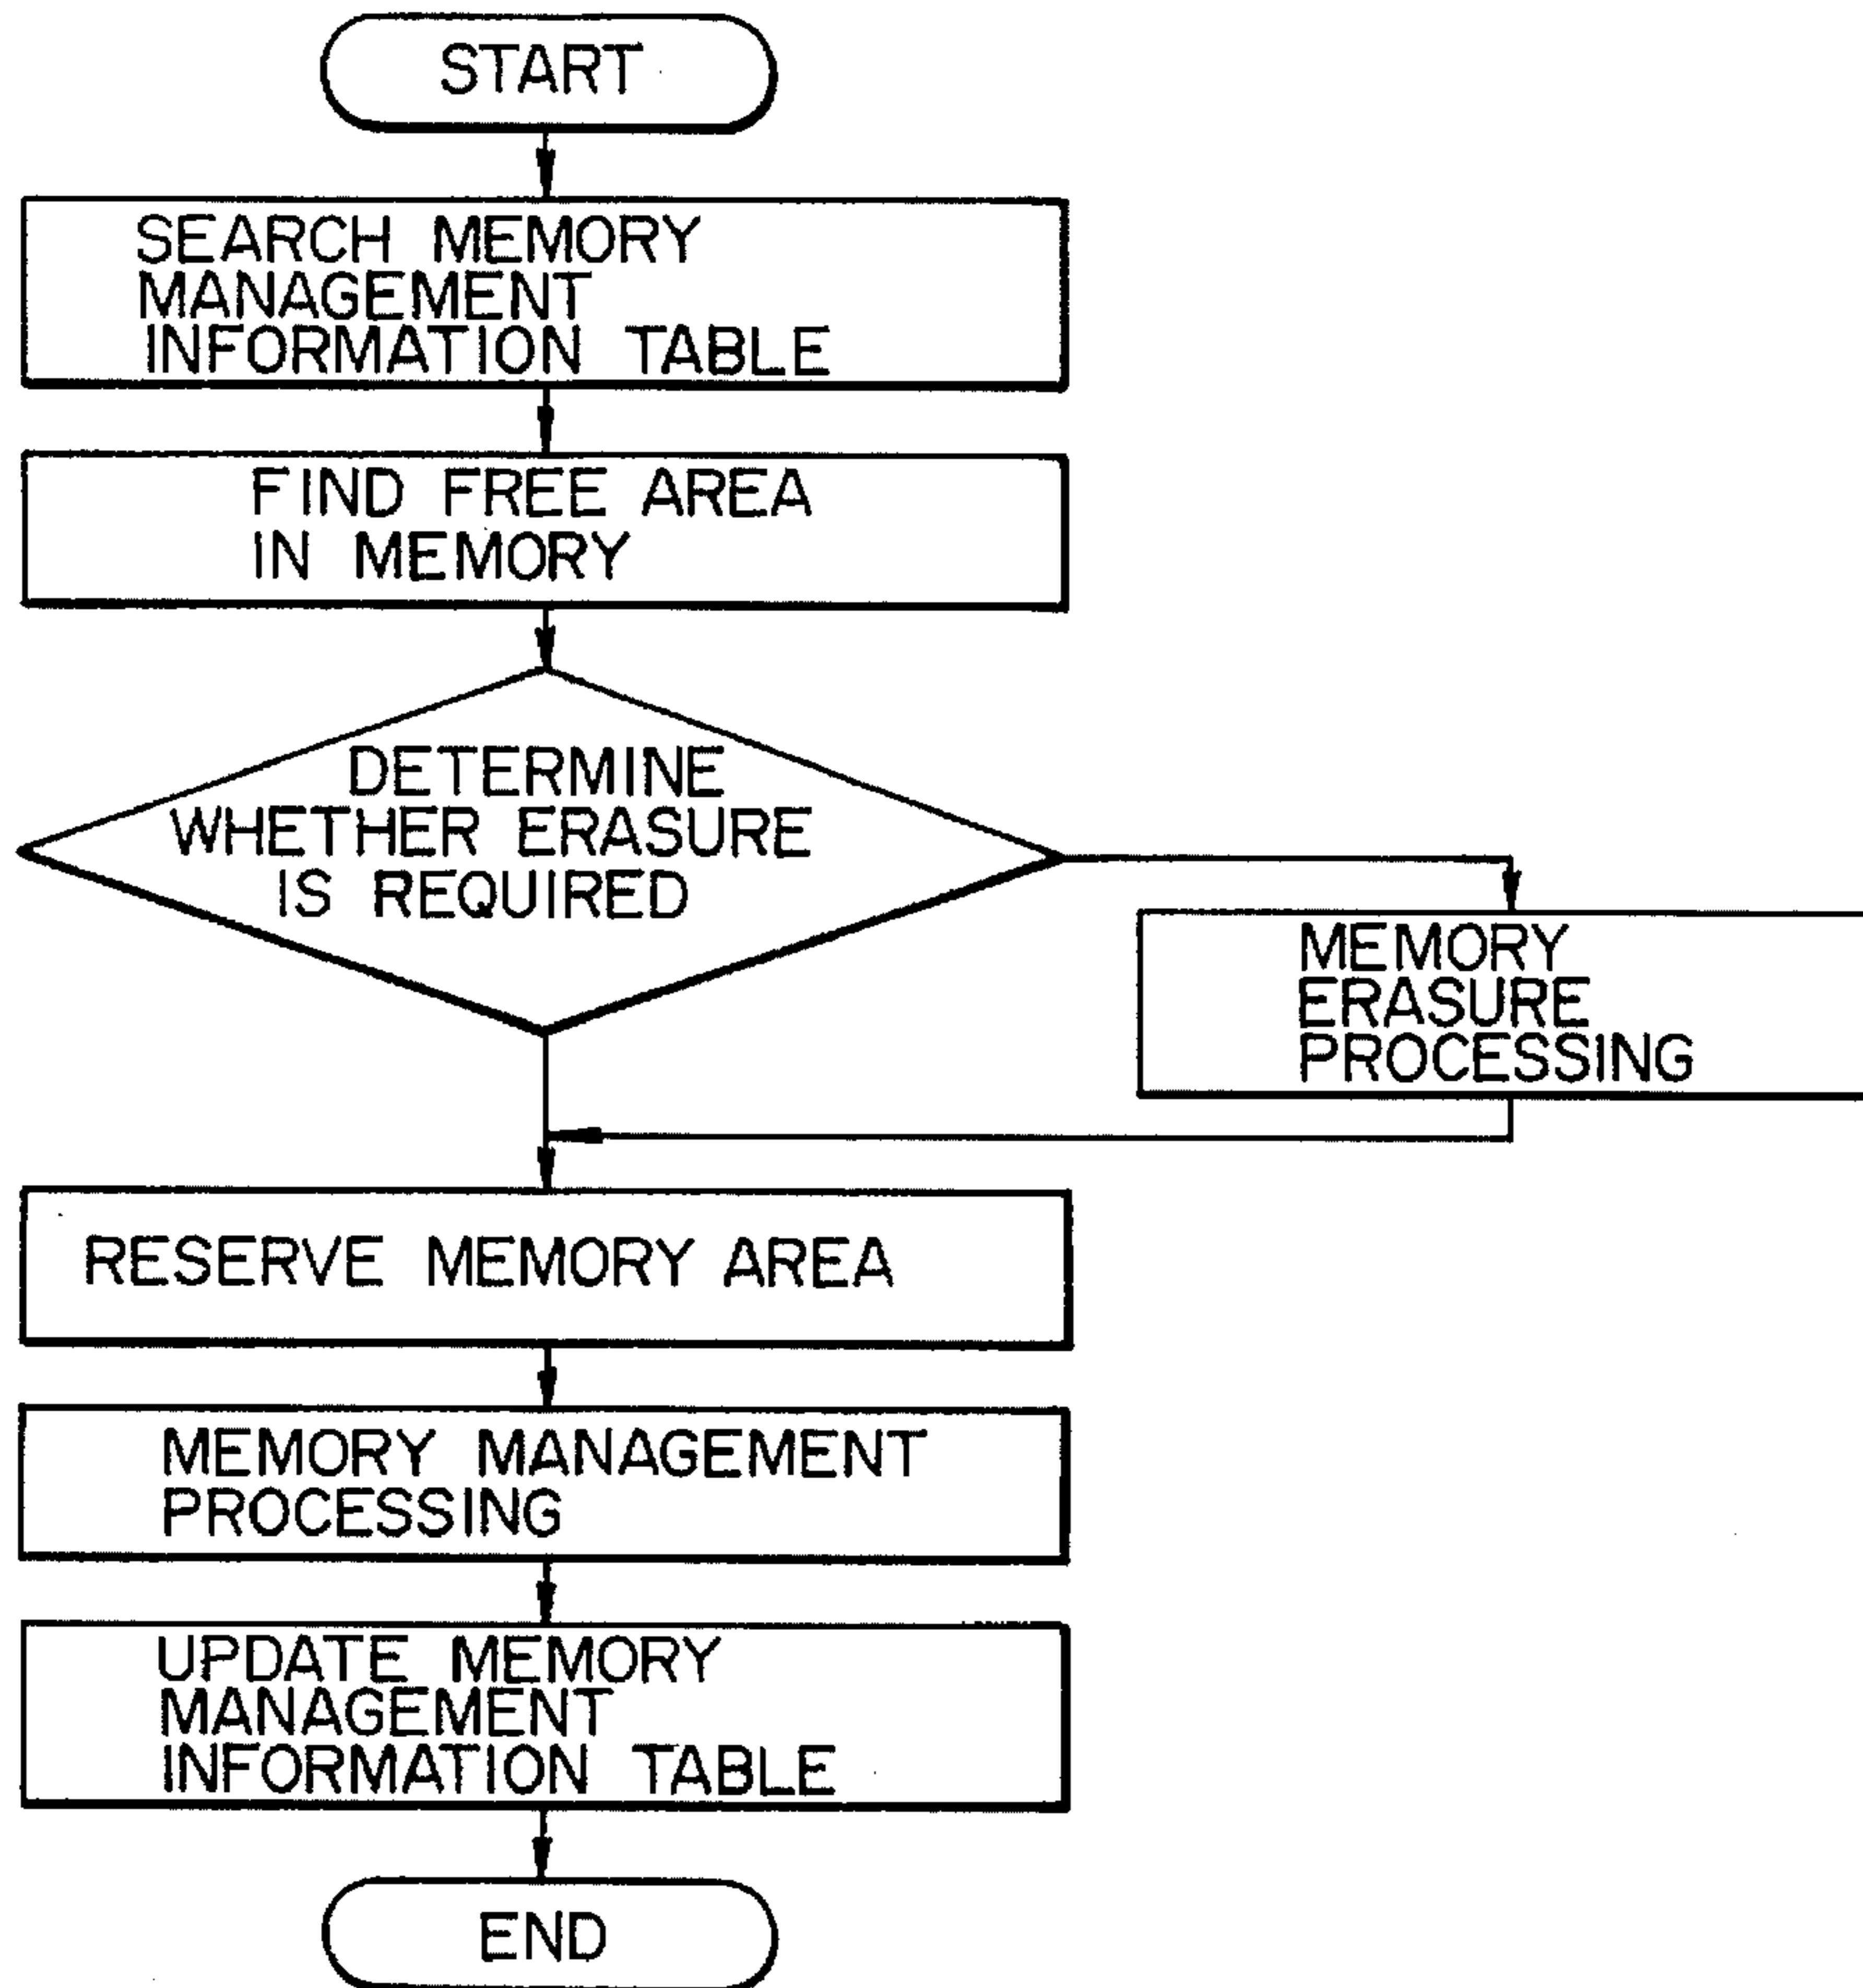 START
SEARCH MEMORY
MANAGEMENT
INFORMATION TABLE
FIND FREE AREA
IN MEMORY
DETERMINE
WHETHER ERASURE
IS REQUIRED
MEMORY
ERASURE
PROCESSING
RESERVE MEMORY AREA
MEMORY MANAGEMENT
PROCESSING
UPDATE MEMORY
MANAGEMENT
INFORMATION TABLE
END